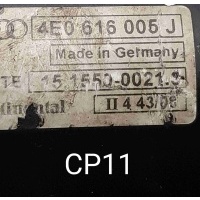 4E0 616 005 J
Made in Germany
TE 15 1550-0021 3
ntinental II 4 43/08
CP11